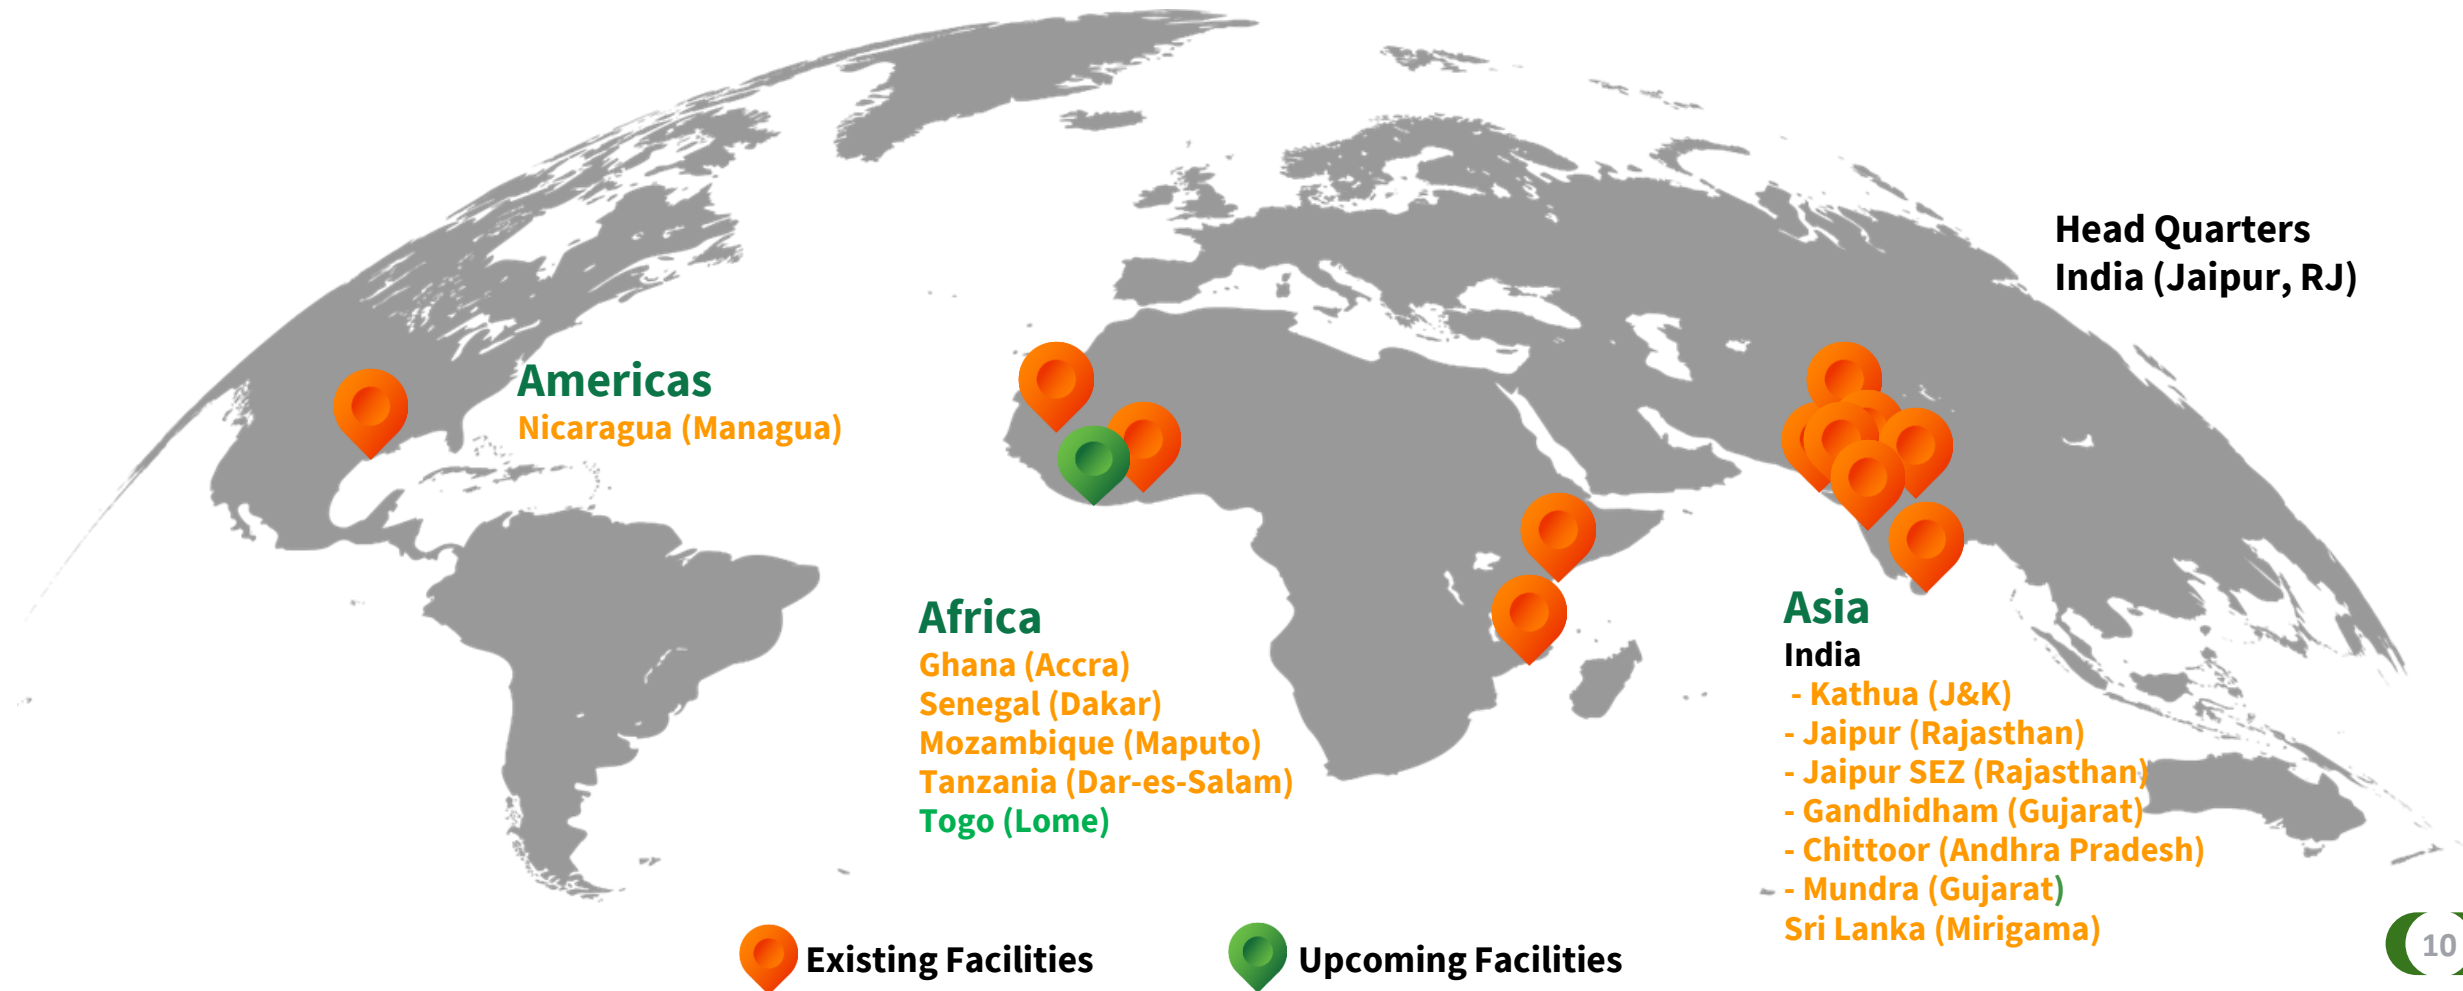 Head Quarters
India (Jaipur, RJ)
Americas
Nicaragua (Managua)
Africa
Ghana (Accra)
Senegal (Dakar)
Mozambique (Maputo)
Tanzania (Dar-es-Salam)
Togo (Lome)
Asia
India
- Kathua (J&K)
- Jaipur (Rajasthan)
- Jaipur SEZ (Rajasthan)
- Gandhidham (Gujarat)
- Chittoor (Andhra Pradesh)
- Mundra (Gujarat)
Sri Lanka (Mirigama)
Existing Facilities
Upcoming Facilities
10